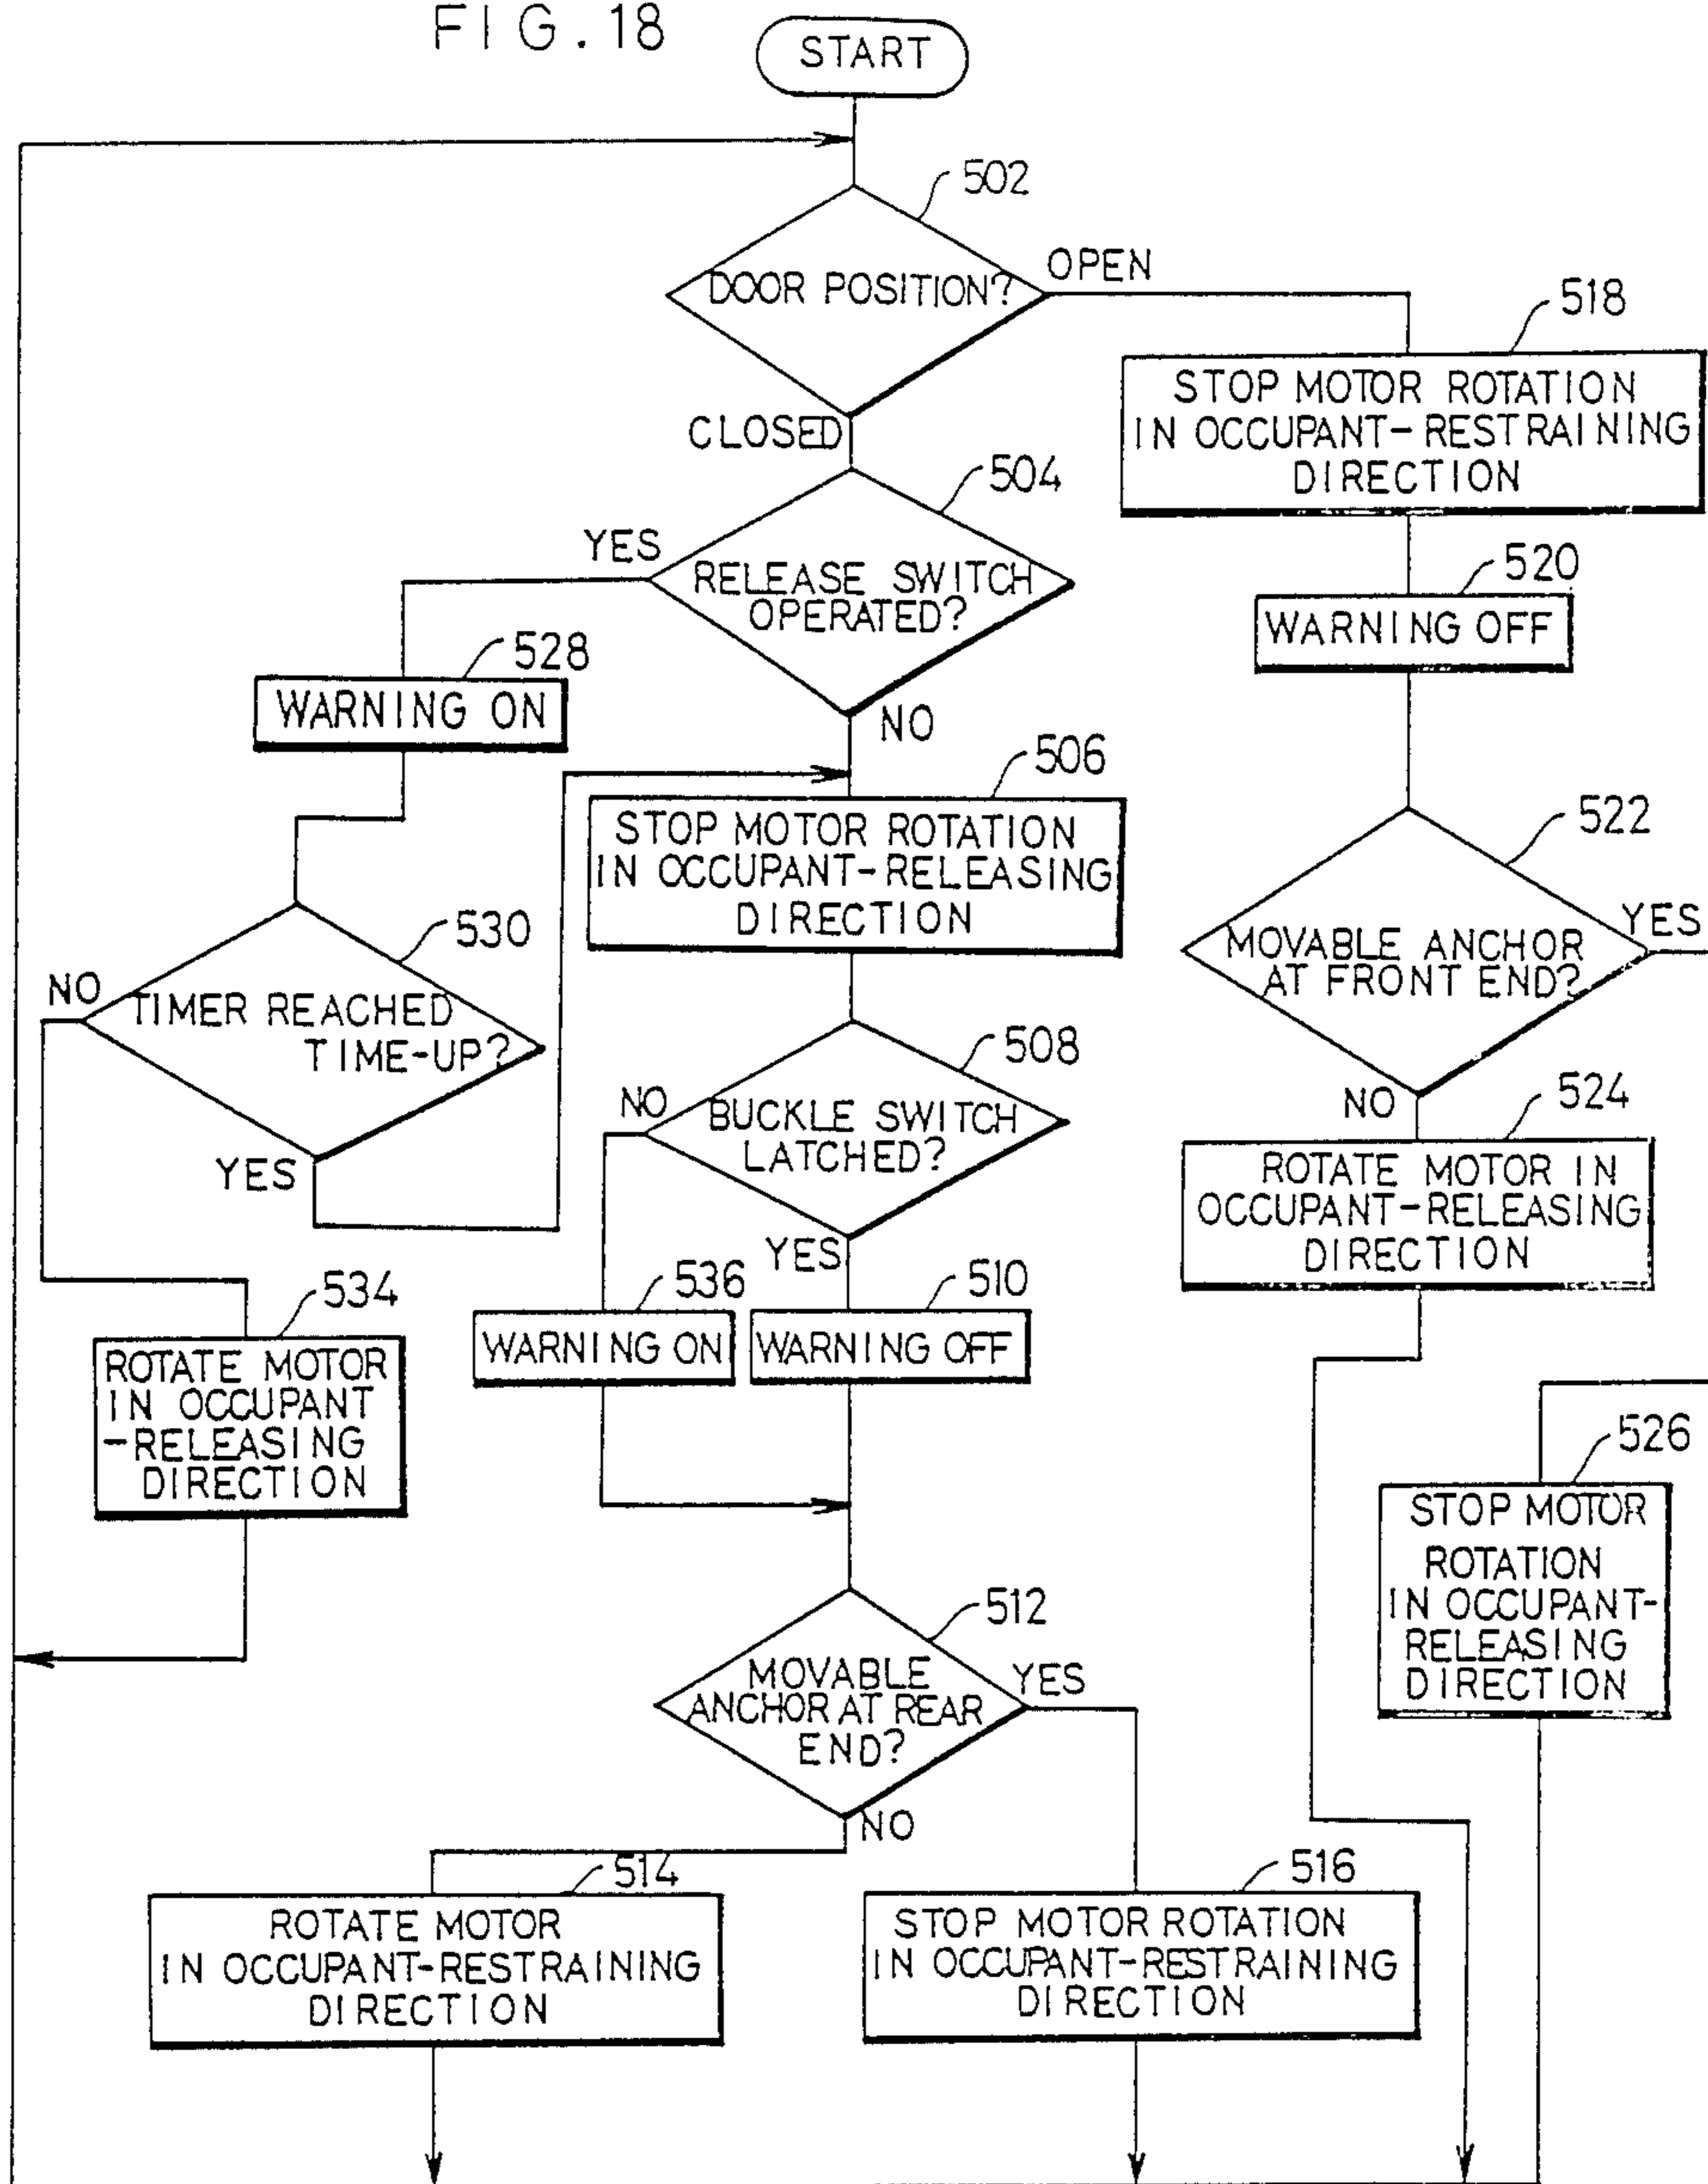 FIG.18
START
502
DOOR POSITION?
OPEN
CLOSED
518
STOP MOTOR ROTATION
IN OCCUPANT-RESTRAINING
DIRECTION
504
YES
RELEASE SWITCH
OPERATED?
NO
520
WARNING OFF
528
WARNING ON
506
STOP MOTOR ROTATION
IN OCCUPANT-RELEASING
DIRECTION
522
MOVABLE ANCHOR
AT FRONT END?
YES
NO
530
NO
TIMER REACHED
TIME-UP?
YES
508
NO
BUCKLE SWITCH
LATCHED?
YES
524
ROTATE MOTOR IN
OCCUPANT-RELEASING
DIRECTION
534
ROTATE MOTOR
IN OCCUPANT
-RELEASING
DIRECTION
536
WARNING ON
510
WARNING OFF
526
STOP MOTOR
ROTATION
IN OCCUPANT-
RELEASING
DIRECTION
512
MOVABLE
ANCHOR AT REAR
END?
YES
NO
514
ROTATE MOTOR
IN OCCUPANT-RESTRAINING
DIRECTION
516
STOP MOTOR ROTATION
IN OCCUPANT-RESTRAINING
DIRECTION